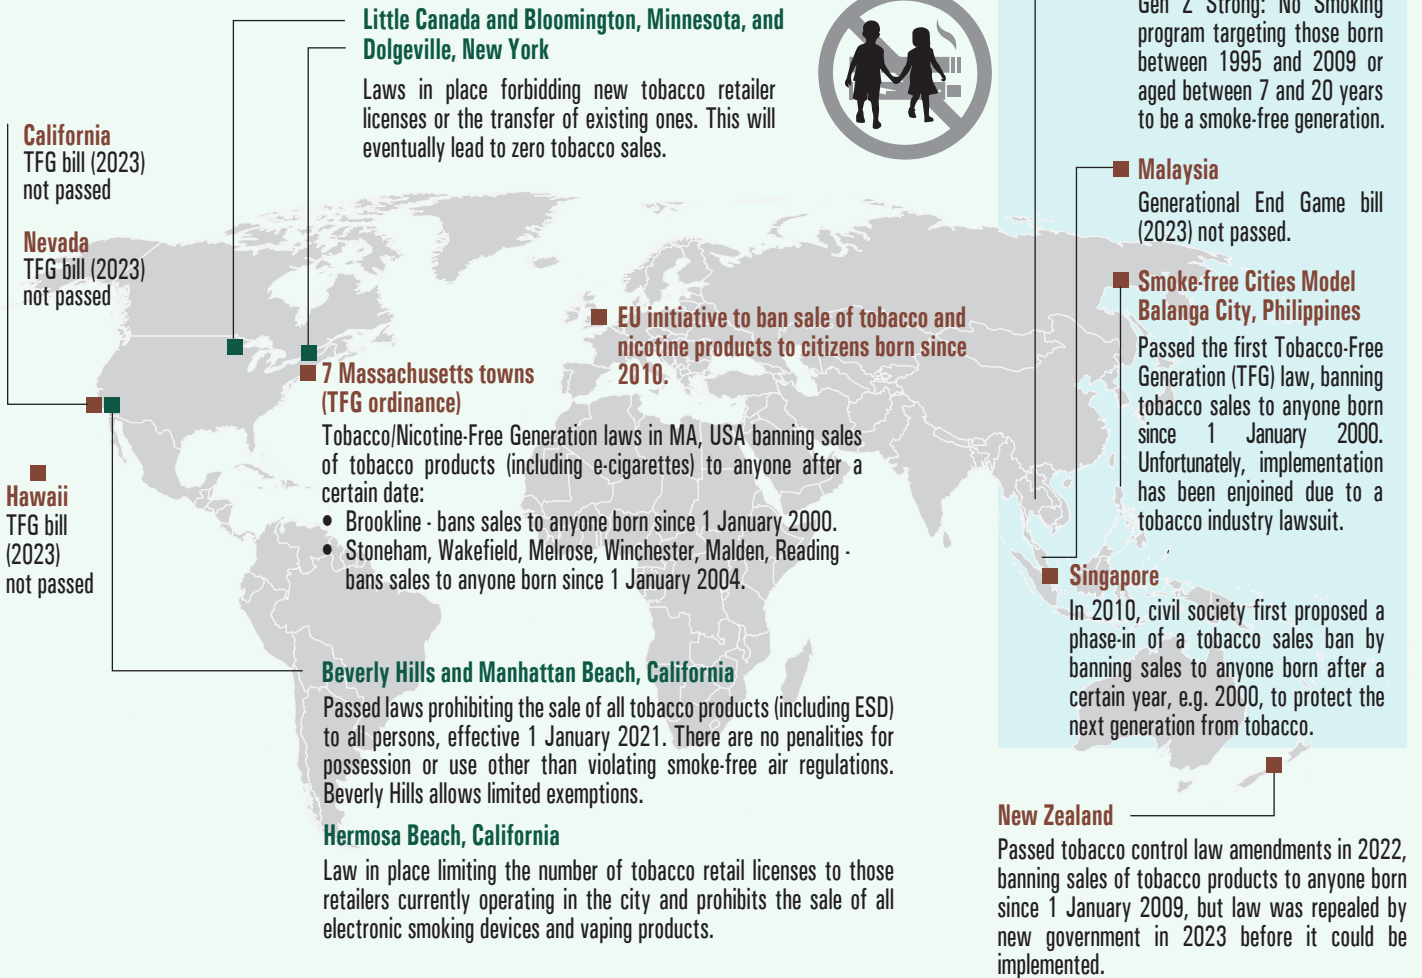 Little Canada and Bloomington, Minnesota, and
Dolgeville, New York
Laws in place forbidding new tobacco retailer
licenses or the transfer of existing ones. This will
eventually lead to zero tobacco sales.
California
TFG bill (2023)
not passed
Nevada
TFG bill (2023)
not passed
Hawaii
TFG bill
(2023)
not passed
EU initiative to ban sale of tobacco and
nicotine products to citizens born since
2010.
7 Massachusetts towns
(TFG ordinance)
Tobacco/Nicotine-Free Generation laws in MA, USA banning sales
of tobacco products (including e-cigarettes) to anyone after a
certain date:
• Brookline - bans sales to anyone born since 1 January 2000.
• Stoneham, Wakefield, Melrose, Winchester, Malden, Reading -
bans sales to anyone born since 1 January 2004.
Beverly Hills and Manhattan Beach, California
Passed laws prohibiting the sale of all tobacco products (including ESD)
to all persons, effective 1 January 2021. There are no penalities for
possession or use other than violating smoke-free air regulations.
Beverly Hills allows limited exemptions.
Hermosa Beach, California
Law in place limiting the number of tobacco retail licenses to those
retailers currently operating in the city and prohibits the sale of all
electronic smoking devices and vaping products.
Gen Z Strong: No Smoking
program targeting those born
between 1995 and 2009 or
aged between 7 and 20 years
to be a smoke-free generation.
Malaysia
Generational End Game bill
(2023) not passed.
Smoke-free Cities Model
Balanga City, Philippines
Passed the first Tobacco-Free
Generation (TFG) law, banning
tobacco sales to anyone born
since 1 January 2000.
Unfortunately, implementation
has been enjoined due to a
tobacco industry lawsuit.
Singapore
In 2010, civil society first proposed a
phase-in of a tobacco sales ban by
banning sales to anyone born after a
certain year, e.g. 2000, to protect the
next generation from tobacco.
New Zealand
Passed tobacco control law amendments in 2022,
banning sales of tobacco products to anyone born
since 1 January 2009, but law was repealed by
new government in 2023 before it could be
implemented.